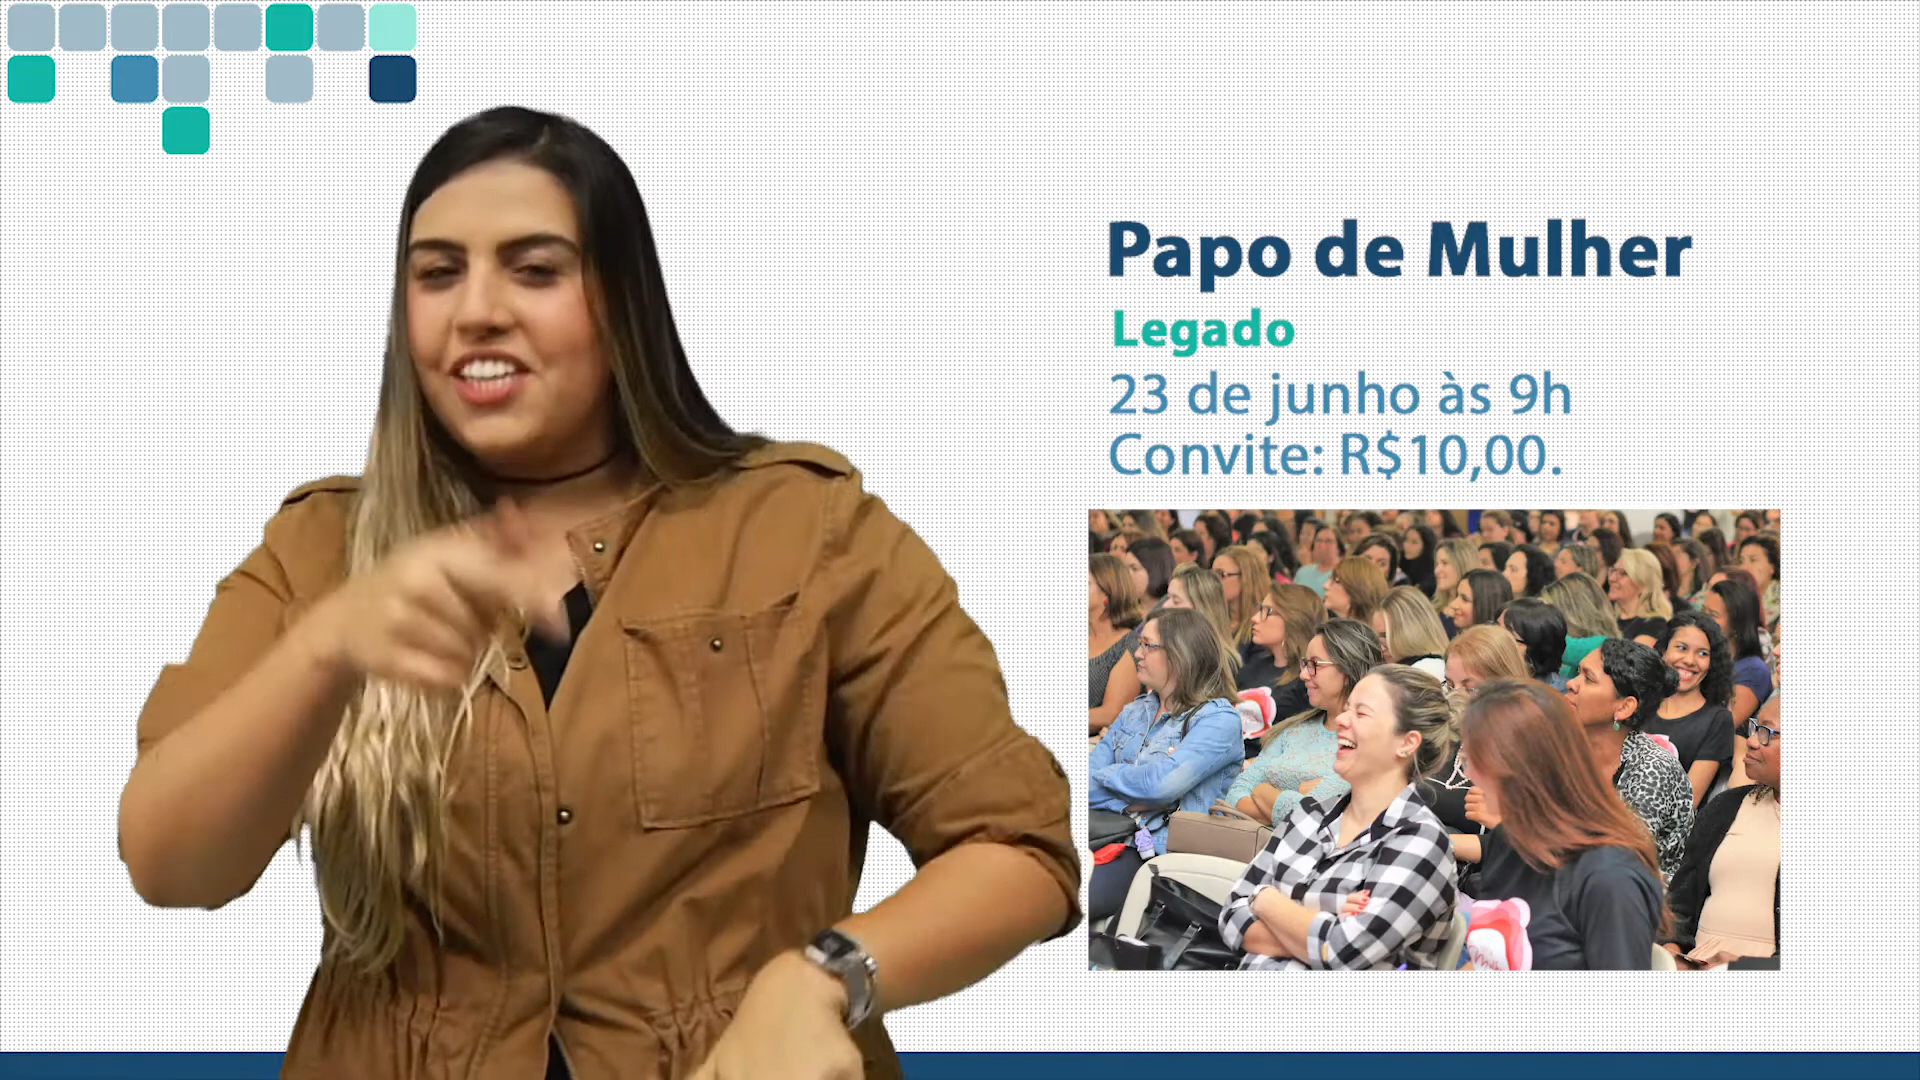 Papo de Mulher
Legado
23 de junho às 9h
Convite: R$10,00.